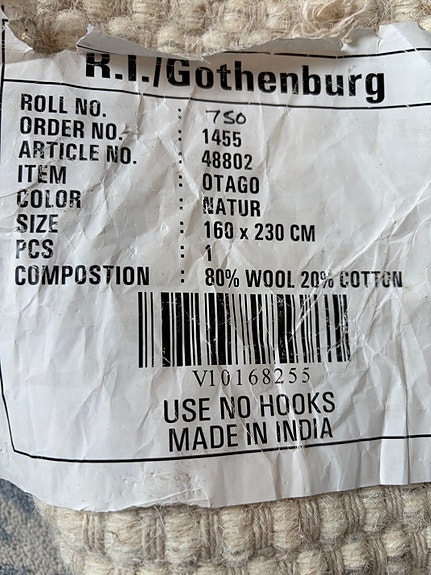 R.I./Gothenburg
ROLL NO. : 750
ORDER NO. : 1455
ARTICLE NO. : 48802
ITEM : OTAGO
COLOR : NATUR
SIZE : 160 x 230 CM
PCS : 1
COMPOSTION : 80% WOOL 20% COTTON
V10168255
USE NO HOOKS
MADE IN INDIA